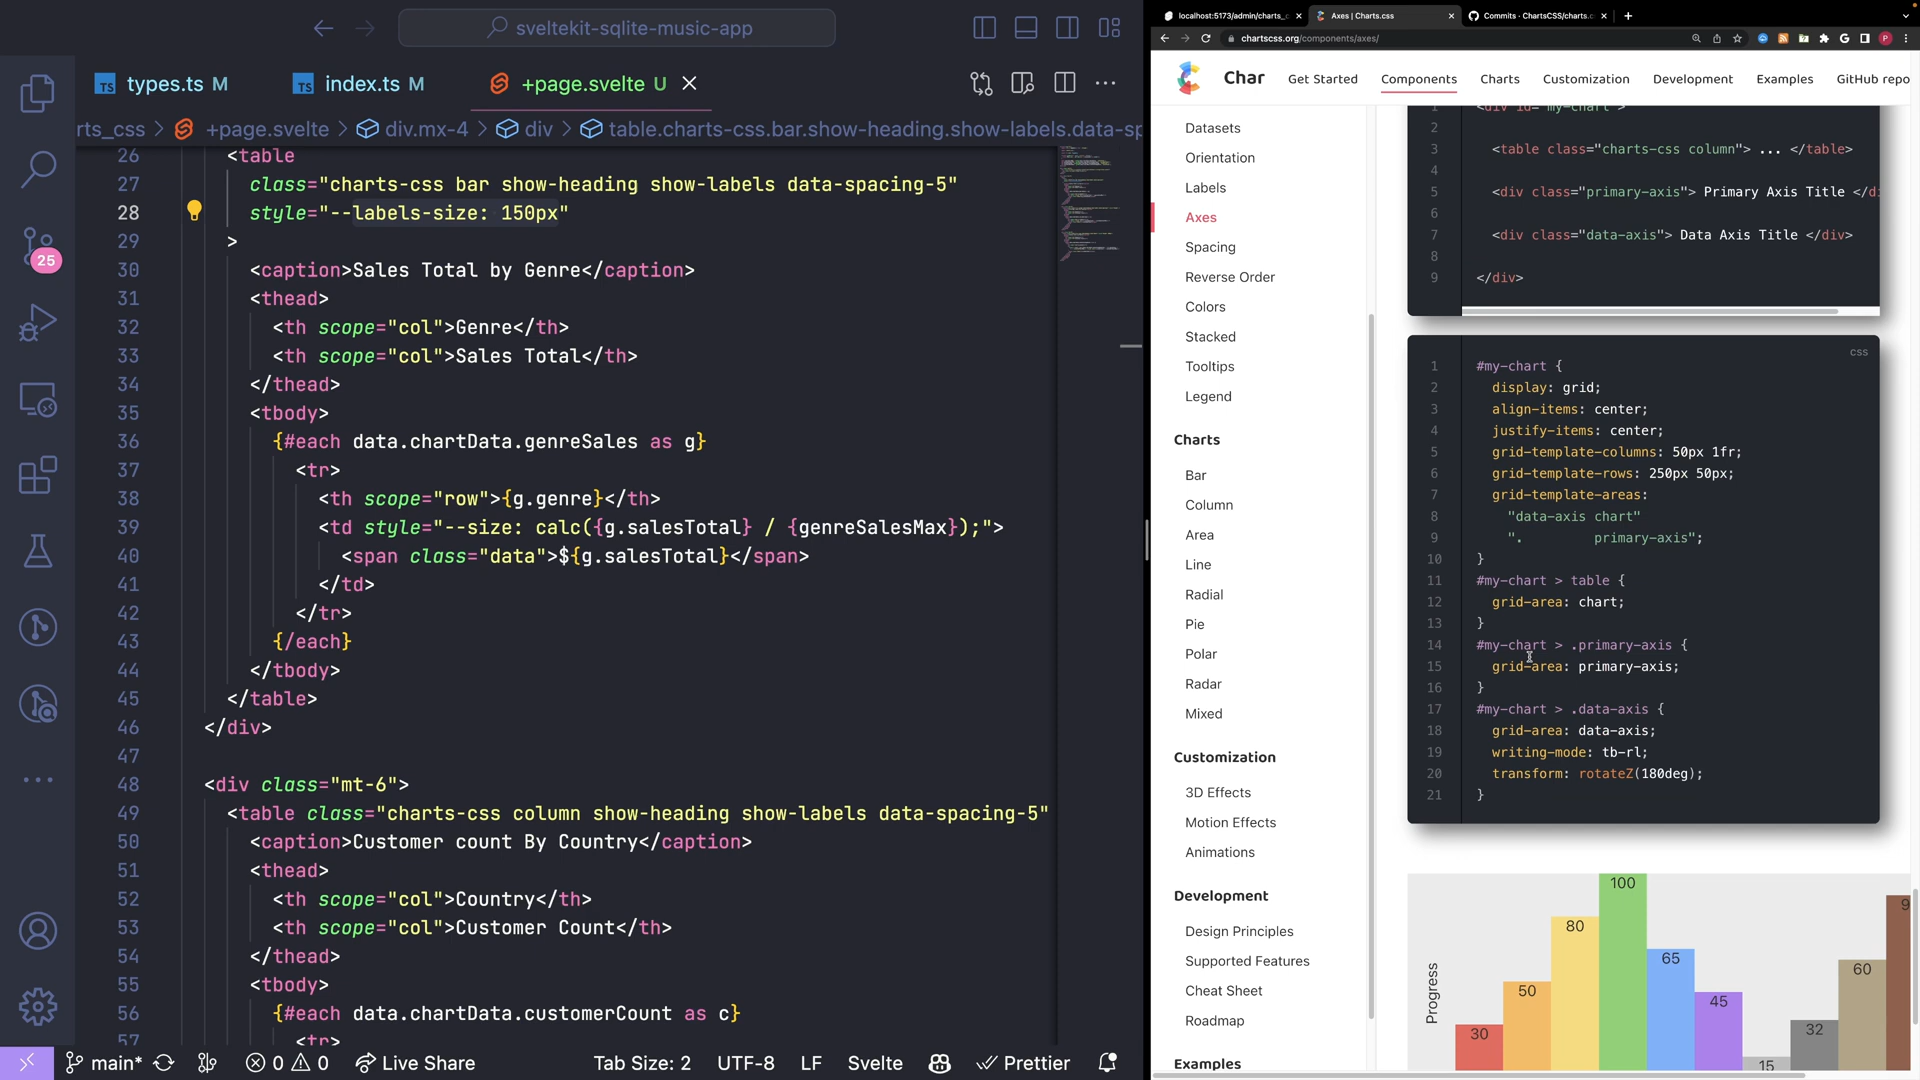 sveltekit-sqlite-music-app
types.ts M
index.ts M
+page.svelte U
rts_css > +page.svelte > div.mx-4 > div > table.charts-css.bar.show-heading.show-labels.data-sp
26 <table
27 class="charts-css bar show-heading show-labels data-spacing-5"
28 style="--labels-size: 150px"
29 >
30 <caption>Sales Total by Genre</caption>
31 <thead>
32 <th scope="col">Genre</th>
33 <th scope="col">Sales Total</th>
34 </thead>
35 <tbody>
36 {#each data.chartData.genreSales as g}
37 <tr>
38 <th scope="row">{g.genre}</th>
39 <td style="--size: calc({g.salesTotal} / {genreSalesMax});">
40 <span class="data">${g.salesTotal}</span>
41 </td>
42 </tr>
43 {/each}
44 </tbody>
45 </table>
46 </div>
47
48 <div class="mt-6">
49 <table class="charts-css column show-heading show-labels data-spacing-5"
50 <caption>Customer count By Country</caption>
51 <thead>
52 <th scope="col">Country</th>
53 <th scope="col">Customer Count</th>
54 </thead>
55 <tbody>
56 {#each data.chartData.customerCount as c}
57 <tr>
25
main*
0 0
Live Share
Tab Size: 2
UTF-8
LF
Svelte
Prettier
localhost:5173/admin/charts_
Axes | Charts.css
Commits · ChartsCSS/charts.c
chartscss.org/components/axes/
Char
Get Started
Components
Charts
Customization
Development
Examples
GitHub repo
Datasets
Orientation
Labels
Axes
Spacing
Reverse Order
Colors
Stacked
Tooltips
Legend
Charts
Bar
Column
Area
Line
Radial
Pie
Polar
Radar
Mixed
Customization
3D Effects
Motion Effects
Animations
Development
Design Principles
Supported Features
Cheat Sheet
Roadmap
Examples
1 <div id="my-chart">
2
3 <table class="charts-css column"> ... </table>
4
5 <div class="primary-axis"> Primary Axis Title </di
6
7 <div class="data-axis"> Data Axis Title </div>
8
9 </div>
css
1 #my-chart {
2 display: grid;
3 align-items: center;
4 justify-items: center;
5 grid-template-columns: 50px 1fr;
6 grid-template-rows: 250px 50px;
7 grid-template-areas:
8 "data-axis chart"
9 ". primary-axis";
10 }
11 #my-chart > table {
12 grid-area: chart;
13 }
14 #my-chart > .primary-axis {
15 grid-area: primary-axis;
16 }
17 #my-chart > .data-axis {
18 grid-area: data-axis;
19 writing-mode: tb-rl;
20 transform: rotateZ(180deg);
21 }
Progress
30
50
80
100
65
45
15
32
60
9